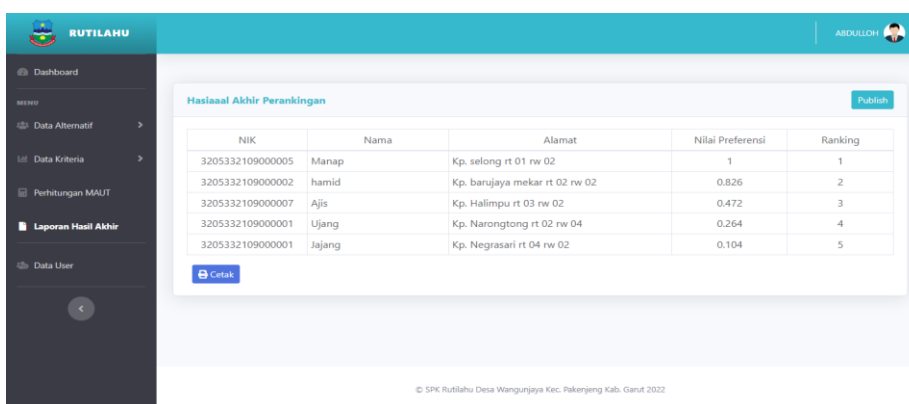 RUTILAHU
ABDULLOH
Dashboard
MENU
Data Alternatif
Data Kriteria
Perhitungan MAUT
Laporan Hasil Akhir
Data User
Hasiaaal Akhir Perankingan
Publish
NIK Nama Alamat Nilai Preferensi Ranking
3205332109000005 Manap Kp. selong rt 01 rw 02 1 1
3205332109000002 hamid Kp. barujaya mekar rt 02 rw 02 0.826 2
3205332109000007 Ajis Kp. Halimpu rt 03 rw 02 0.472 3
3205332109000001 Ujang Kp. Narongtong rt 02 rw 04 0.264 4
3205332109000001 Jajang Kp. Negrasari rt 04 rw 02 0.104 5
Cetak
© SPK Rutilahu Desa Wangunjaya Kec. Pakenjeng Kab. Garut 2022